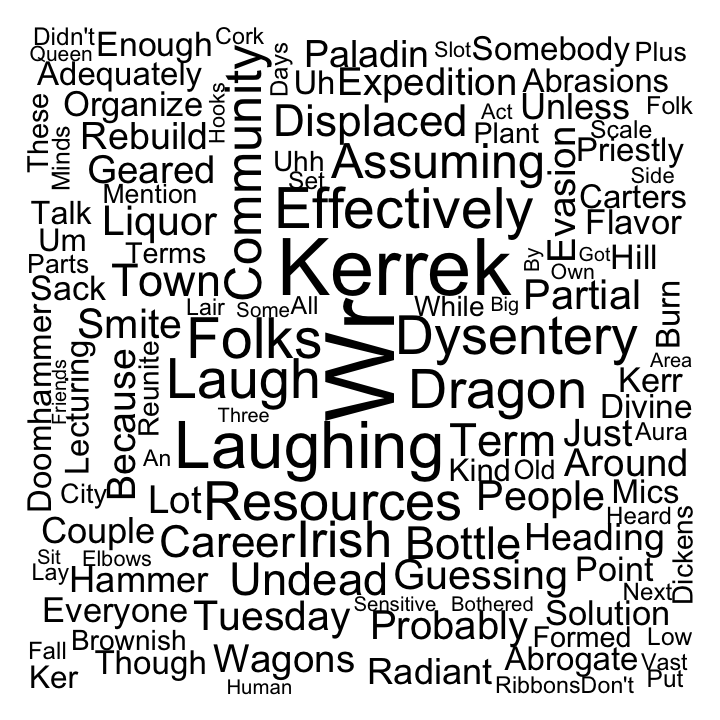 Didn't Enough Cork
Queen
Paladin Slot Somebody Plus
Adequately
Community
Days
Uh Expedition Abrasions
These
Organize
Hooks
Displaced Act Unless Folk
Minds
Rebuild
Plant
Evasion
Scale
Priestly
Geared
Uhh
Set
Assuming
Side
Mention
Carters
Talk Liquor
Effectively
Flavor
Um
Terms
Kerrek
By
Got Hill
Own
Parts
Sack Town
Partial
Lair Some All
Wr
While Big
Burn
Smite
Folks
Dysentery
Doomhammer
Friends
Lecturing
Because
Reunite
Laugh
Area
Dragon
Kerr
Divine
Three
Laughing
Term Just Aura
An
Kind Old Around
City Lot Resources People Mics
Heard
Dickens
Couple Career Irish Bottle Heading
Sit Elbows
Lay Hammer Undead Guessing Point
Next
Everyone Tuesday Sensitive Bothered Solution
Brownish
Probably Formed Low
Fall Though Wagons Radiant Abrogate Vast
Ker
Human
Ribbons Don't Put